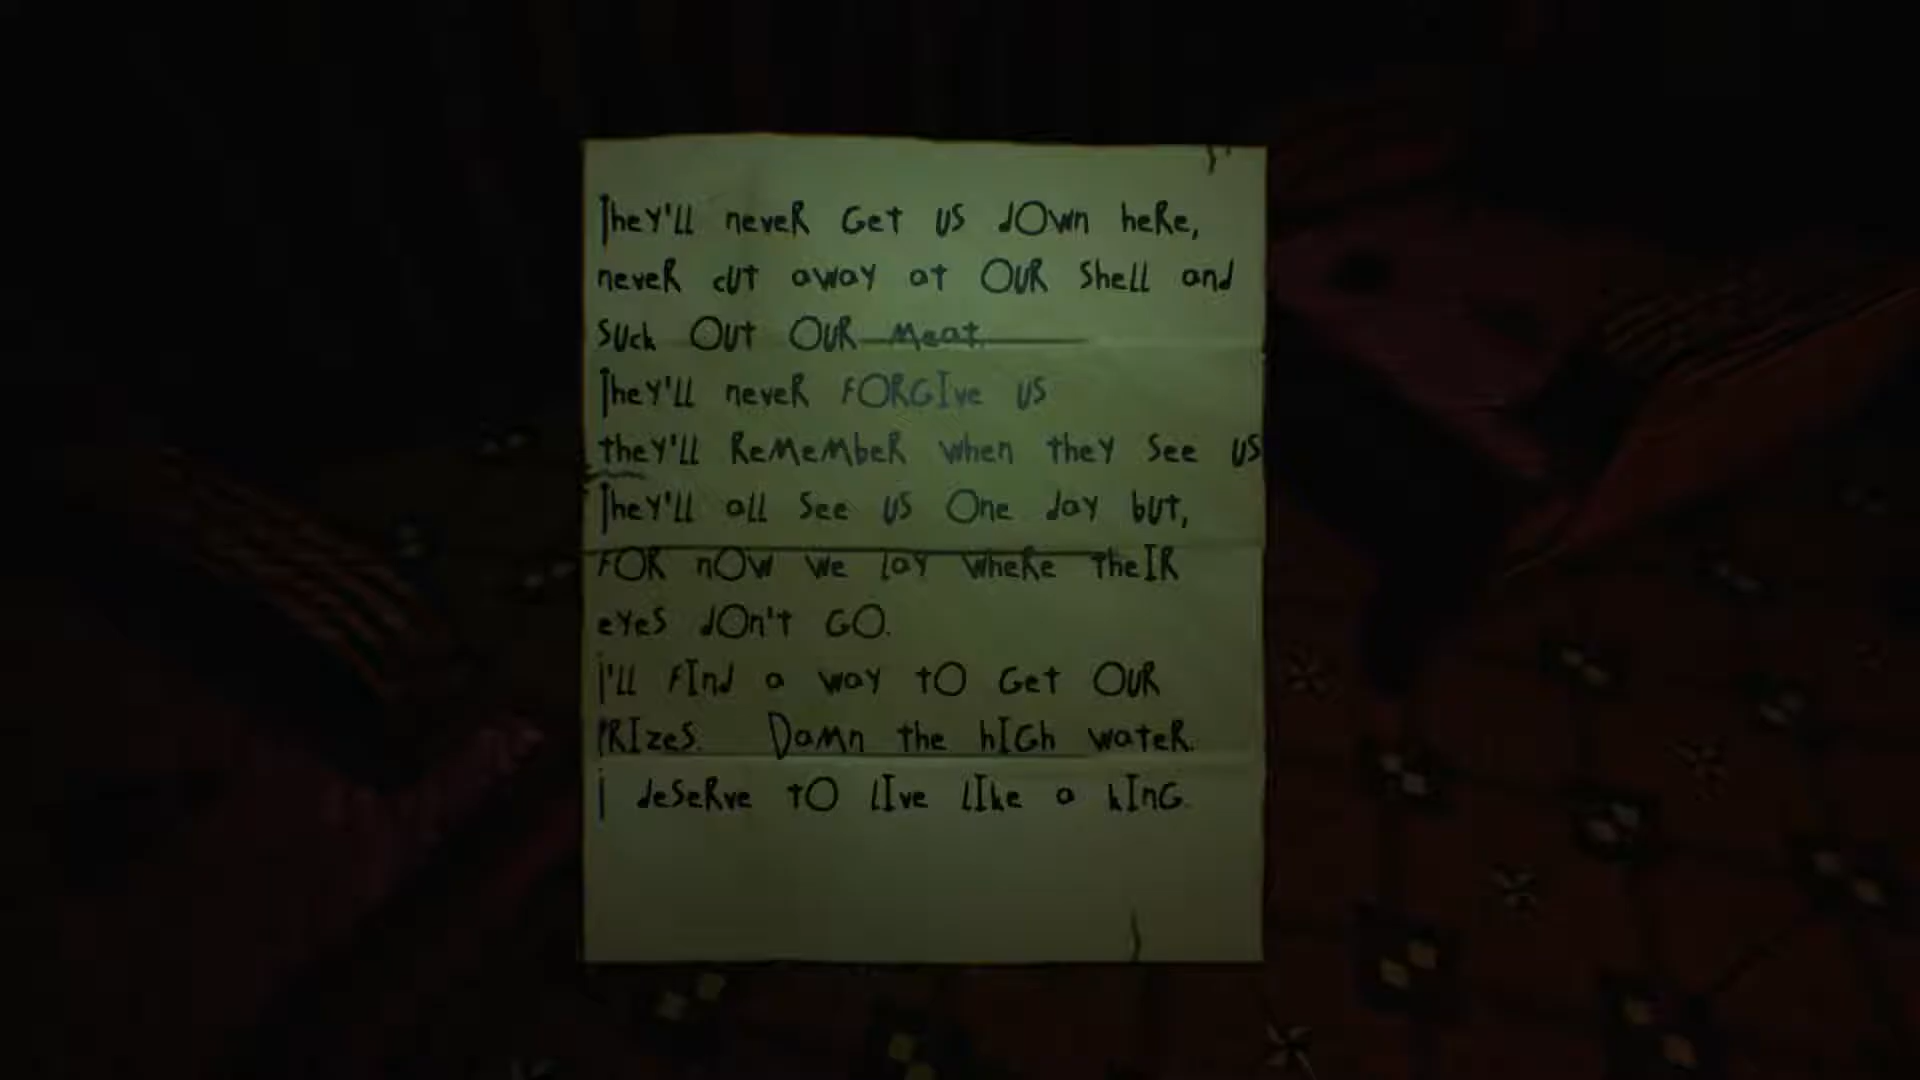 They'll never Get US dOwn heRe,
neveR cUt away at OUR Shell and
SUck OUt OUR Meat.
They'll neveR FORGIve US
they'll ReMeMbeR when they See US
They'll all See US One day bUt,
FOR nOw we lay wheRe theIR
eyeS dOn't GO.
i'll FInd a way tO Get OUR
PRIzeS. DaMn the hIGh wateR.
i deSeRve tO lIve lIke a kInG.